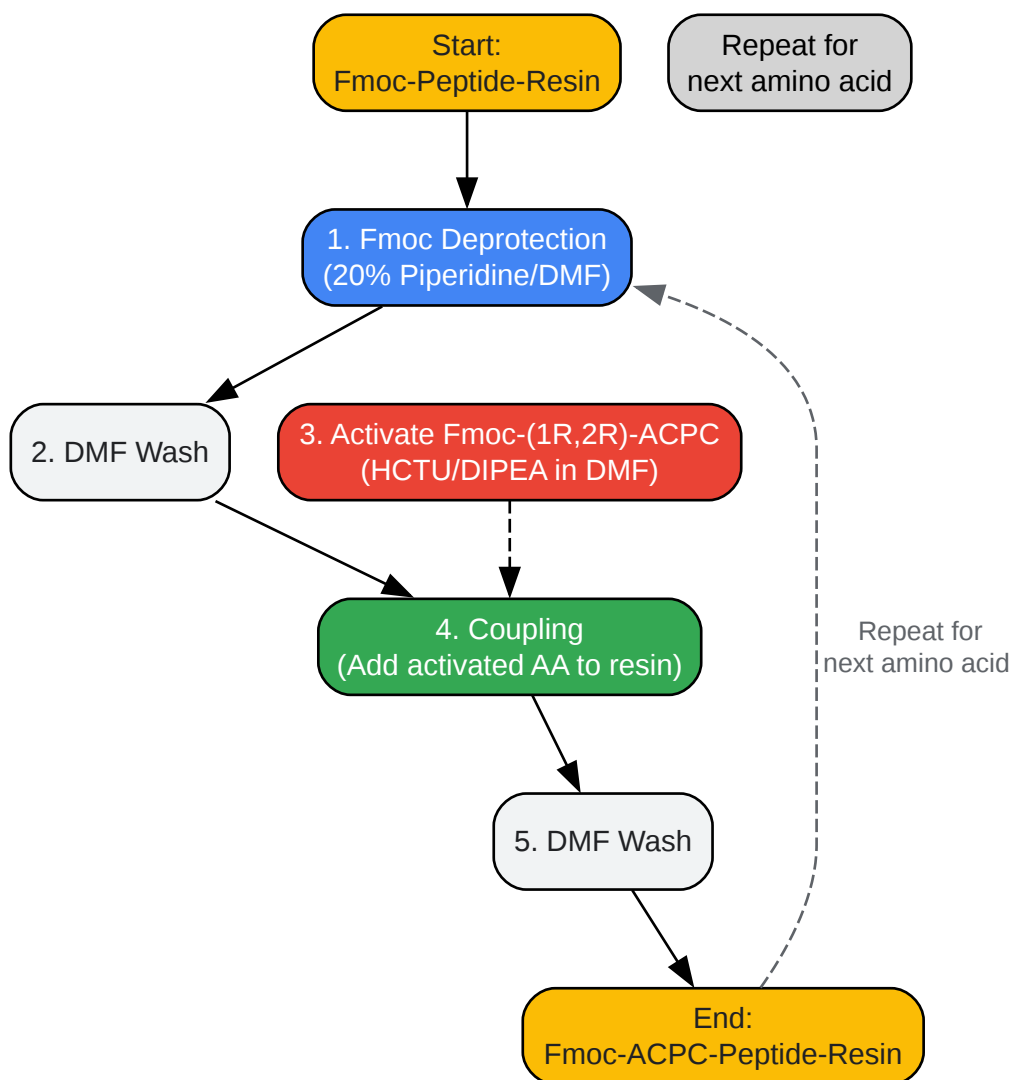 Start:
Fmoc-Peptide-Resin
Repeat for
next amino acid
1. Fmoc Deprotection
(20% Piperidine/DMF)
2. DMF Wash
3. Activate Fmoc-(1R,2R)-ACPC
(HCTU/DIPEA in DMF)
4. Coupling
(Add activated AA to resin)
Repeat for
next amino acid
5. DMF Wash
End:
Fmoc-ACPC-Peptide-Resin